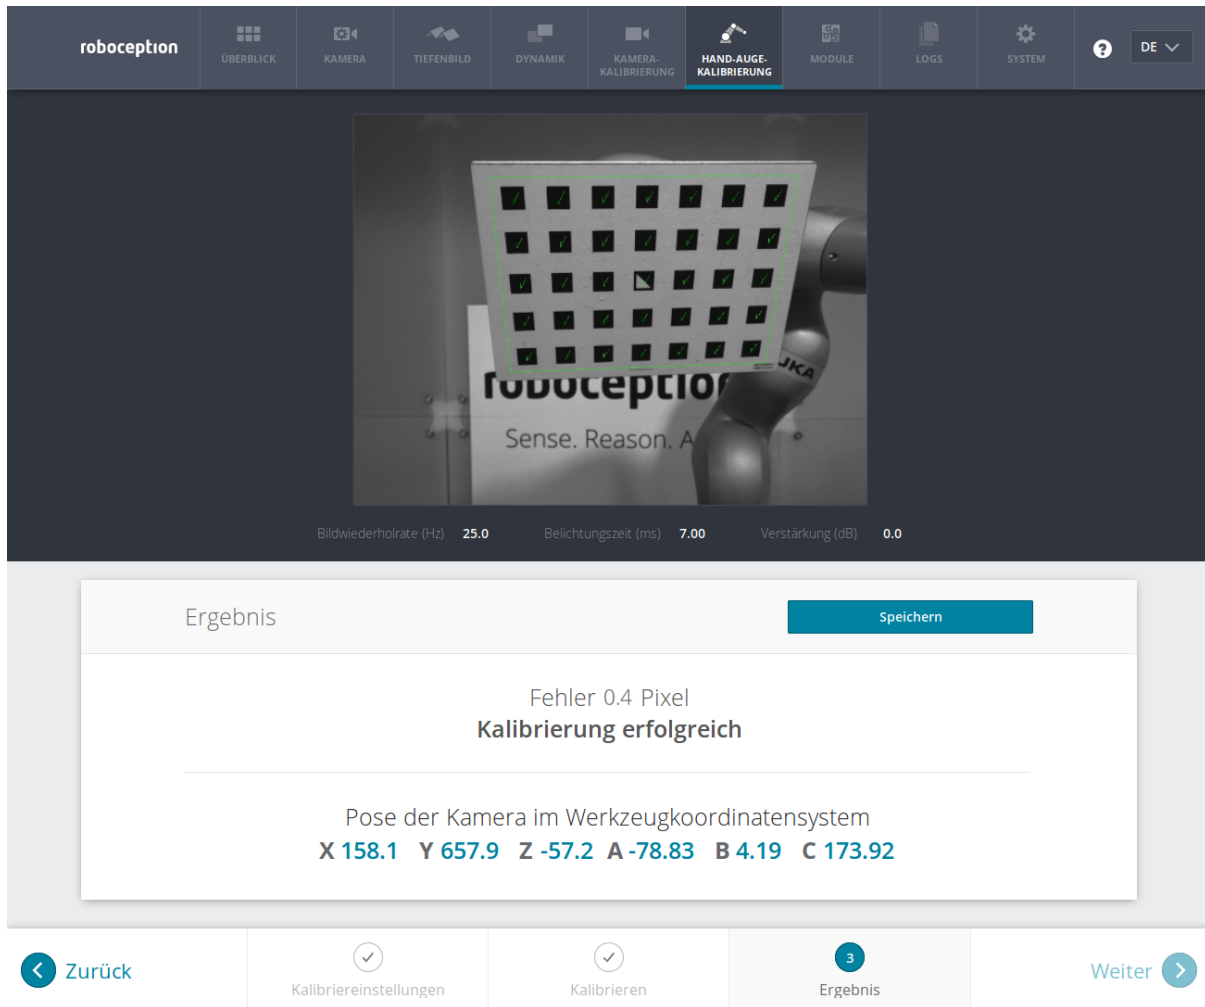 roboception
ÜBERBLICK
KAMERA
TIEFENBILD
DYNAMIK
KAMERA-
KALIBRIERUNG
HAND-AUGE-
KALIBRIERUNG
MODULE
LOGS
SYSTEM
?
DE
KA
roboception
Sense. Reason. A
Bildwiederholrate (Hz) 25.0 Belichtungszeit (ms) 7.00 Verstärkung (dB) 0.0
Ergebnis
Speichern
Fehler 0.4 Pixel
Kalibrierung erfolgreich
Pose der Kamera im Werkzeugkoordinatensystem
X 158.1 Y 657.9 Z -57.2 A -78.83 B 4.19 C 173.92
Zurück
Kalibriereinstellungen
Kalibrieren
3
Ergebnis
Weiter